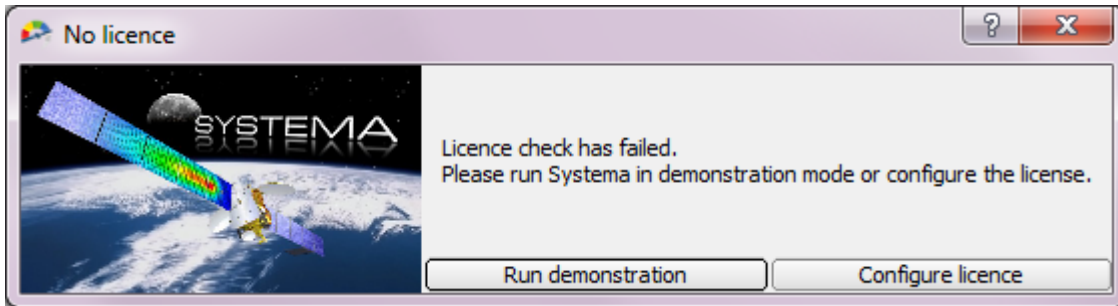 No licence
?
X
SYSTEMA
Licence check has failed.
Please run Systema in demonstration mode or configure the license.
Run demonstration
Configure licence